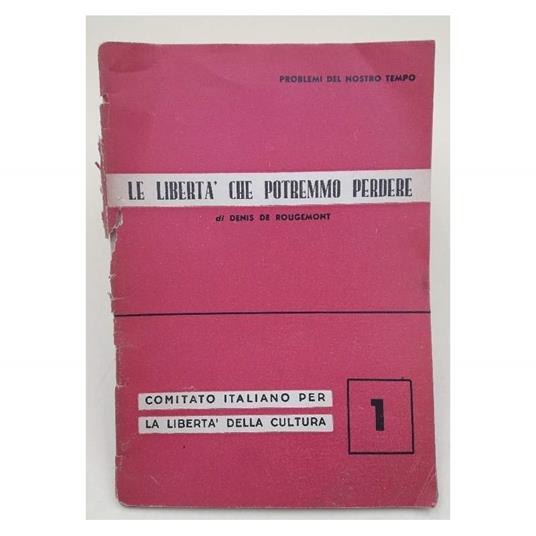 PROBLEMI DEL NOSTRO TEMPO
LE LIBERTA' CHE POTREMMO PERDERE
di DENIS DE ROUGEMONT
COMITATO ITALIANO PER
LA LIBERTA' DELLA CULTURA
1